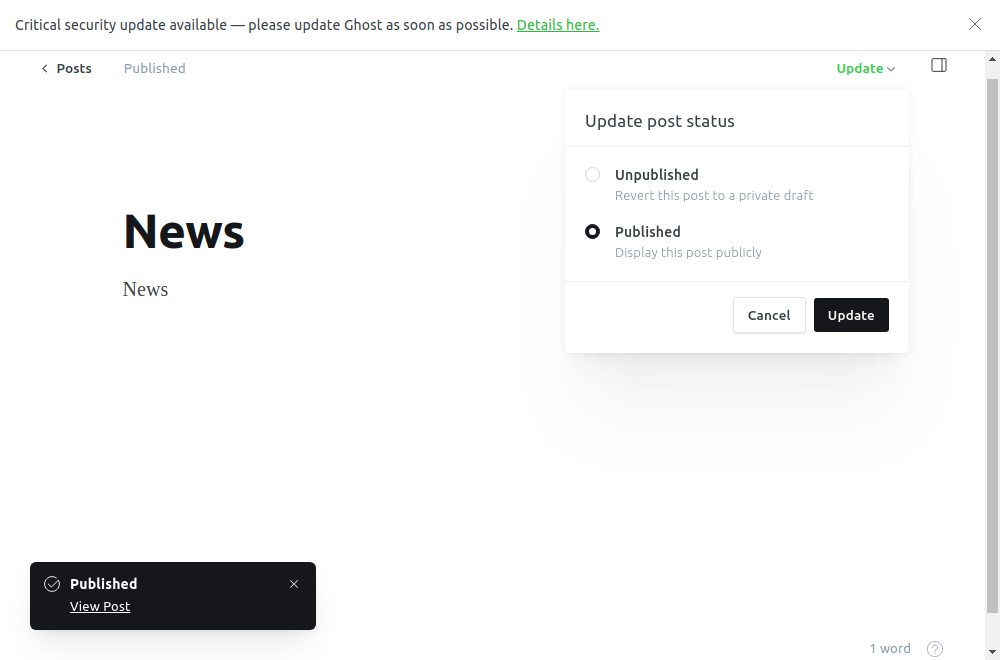 Critical security update available — please update Ghost as soon as possible. Details here.
Posts
Published
Update
Update post status
Unpublished
Revert this post to a private draft
Published
Display this post publicly
Cancel
Update
News
News
Published
View Post
1 word
?